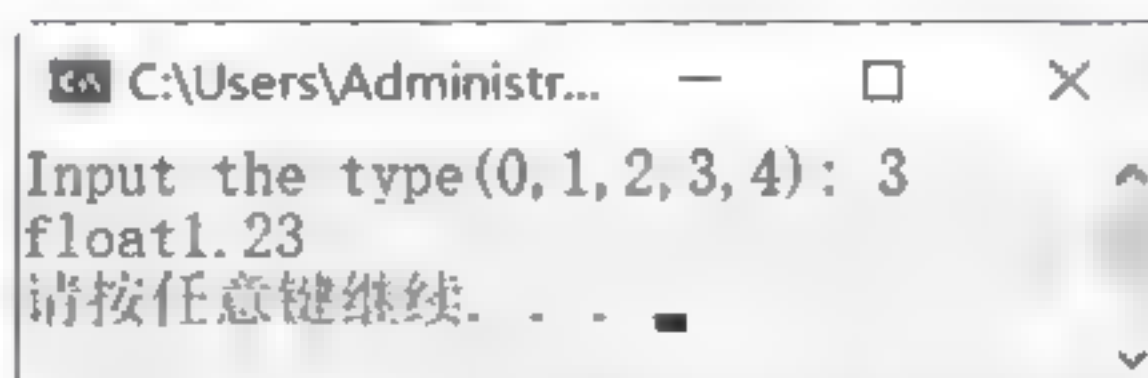 C:\Users\Administr...
Input the type(0,1,2,3,4): 3
float1.23
请按任意键继续. . .